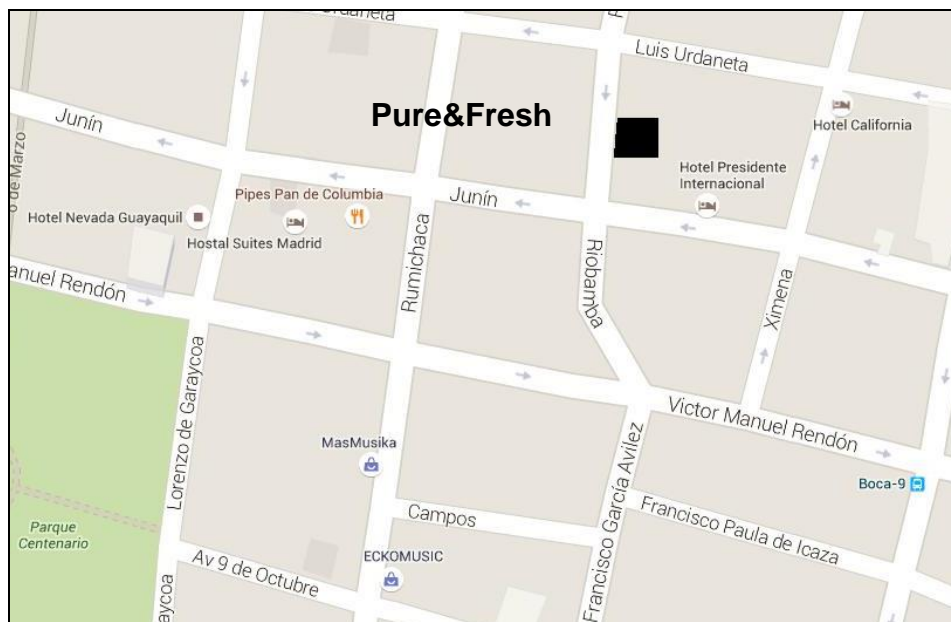 Urdaneta
Luis Urdaneta
Pure&Fresh
Hotel California
Junín
Hotel Presidente
Internacional
Pipes Pan de Columbia
Junín
Hotel Nevada Guayaquil
Hostal Suites Madrid
Rumichaca
Riobamba
Ximena
Rendón
Lorenzo de Garaycoa
Victor Manuel Rendón
MasMusika
Boca-9
Campos
Francisco García Avilez
Francisco Paula de Icaza
Parque
Centenario
ECKOMUSIC
Av 9 de Octubre